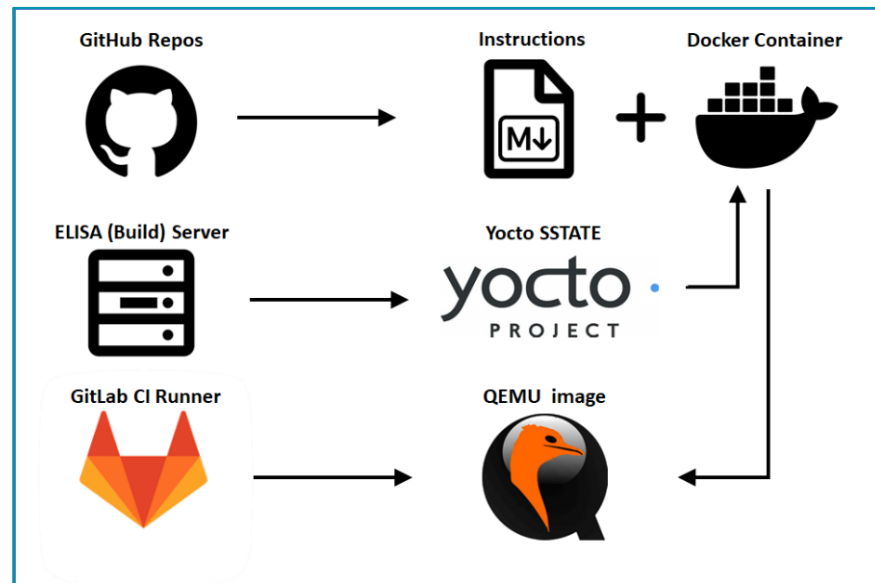 GitHub Repos
Instructions
Docker Container
M
ELISA (Build) Server
Yocto SSTATE
yocto
PROJECT
GitLab CI Runner
QEMU image